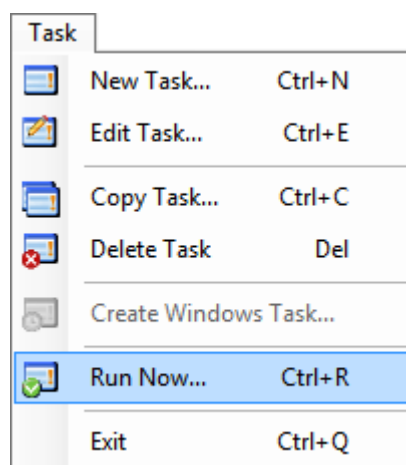 Task
New Task... Ctrl+N
Edit Task... Ctrl+E
Copy Task... Ctrl+C
Delete Task Del
Create Windows Task...
Run Now... Ctrl+R
Exit Ctrl+Q